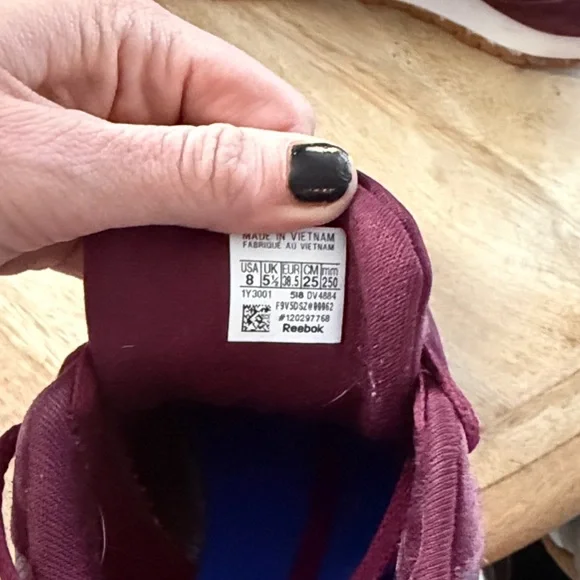 MADE IN VIETNAM
FABRIQUÉ AU VIETNAM
USA UK EUR CM mm
8 5½ 38.5 25 250
1Y3001 518 DV4884
F9V5DSZ#00062
#120297768
Reebok